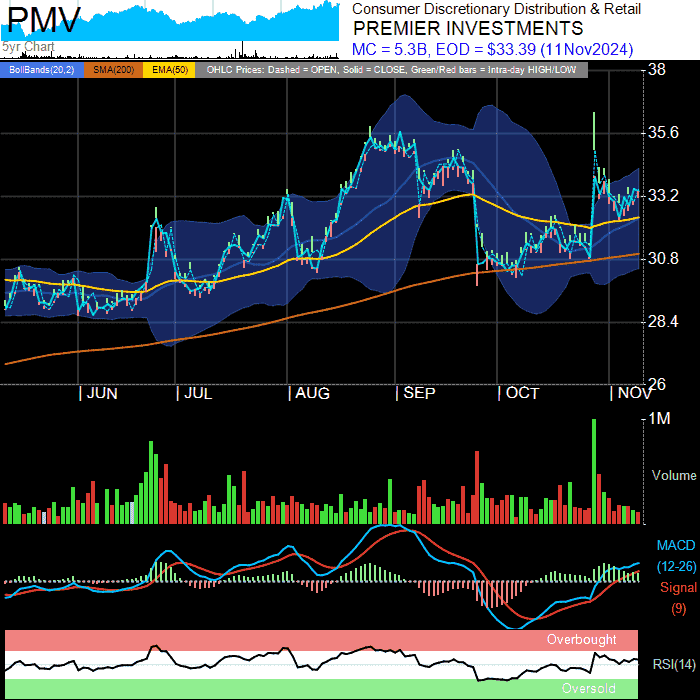 PMV
Consumer Discretionary Distribution & Retail
PREMIER INVESTMENTS
MC = 5.3B, EOD = $33.39 (11Nov2024)
5yr Chart
BollBands(20,2) SMA(200) EMA(50) OHLC Prices: Dashed = OPEN, Solid = CLOSE, Green/Red bars = Intra-day HIGH/LOW
38
35.6
33.2
30.8
28.4
26
| JUN | JUL | AUG | SEP | OCT | NOV
1M
Volume
MACD
(12-26)
Signal
(9)
Overbought
RSI(14)
Oversold